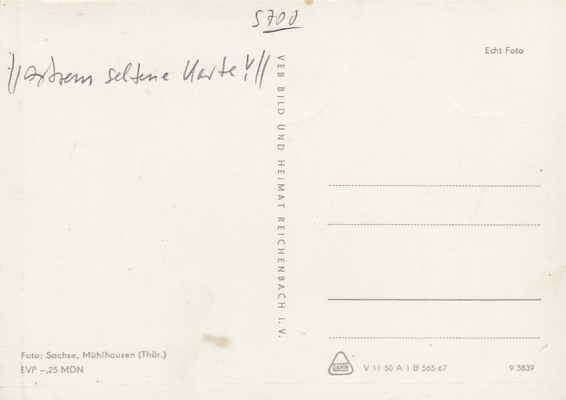 5700
//extrem seltene Karte!!//
Echt Foto
VEB BILD UND HEIMAT REICHENBACH I. V.
Foto: Sachse, Mühlhausen (Thür.)
EVP –,25 MDN
V 11 50 A 1 B 565/67
9 3839